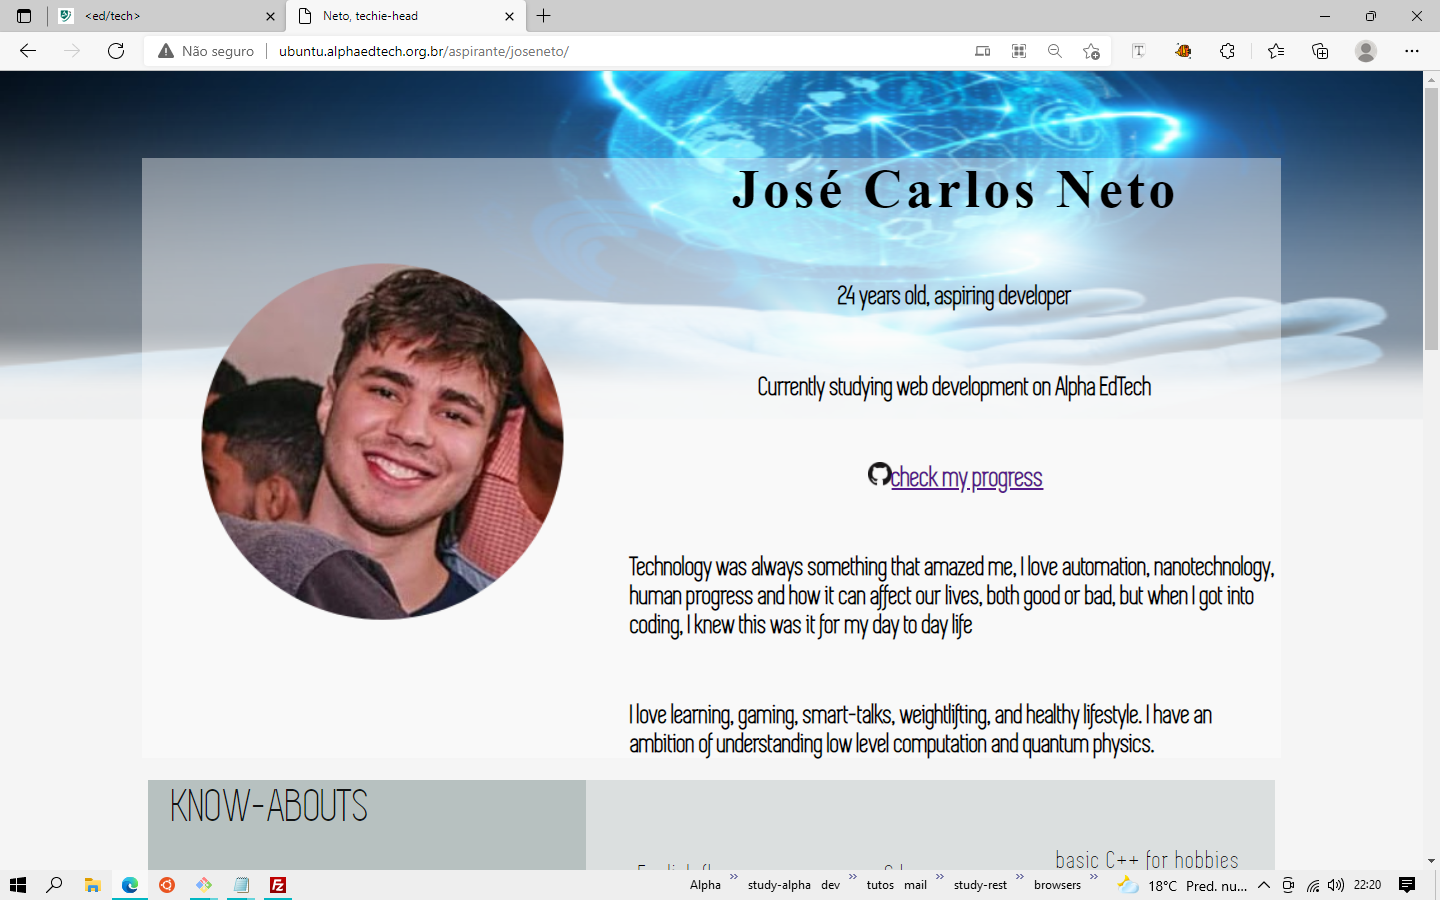 <ed/tech>
Neto, techie-head
Não seguro
ubuntu.alphaedtech.org.br/aspirante/joseneto/
José Carlos Neto
24 years old, aspiring developer
Currently studying web development on Alpha EdTech
check my progress
Technology was always something that amazed me, I love automation, nanotechnology,
human progress and how it can affect our lives, both good or bad, but when I got into
coding, I knew this was it for my day to day life
I love learning, gaming, smart-talks, weightlifting, and healthy lifestyle. I have an
ambition of understanding low level computation and quantum physics.
KNOW-ABOUTS
basic C++ for hobbies
Alpha
study-alpha
dev
tutos
mail
study-rest
browsers
18°C Pred. nu...
22:20